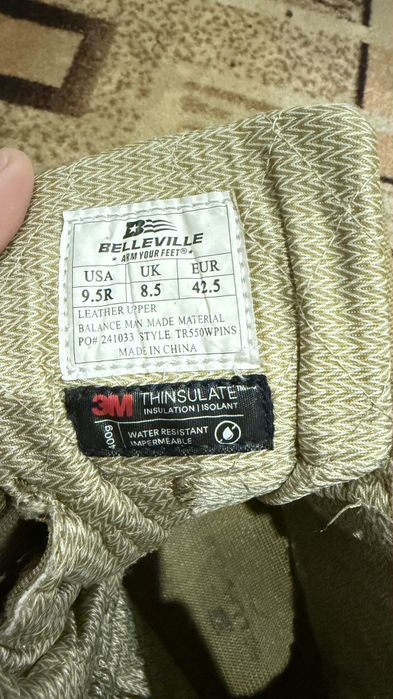 BELLEVILLE
★ ARM YOUR FEET® ★
USA UK EUR
9.5R 8.5 42.5
LEATHER UPPER
BALANCE MAN MADE MATERIAL
PO# 241033 STYLE TR550WPINS
MADE IN CHINA
3M THINSULATE™
INSULATION | ISOLANT
600g
WATER RESISTANT
IMPERMEABLE